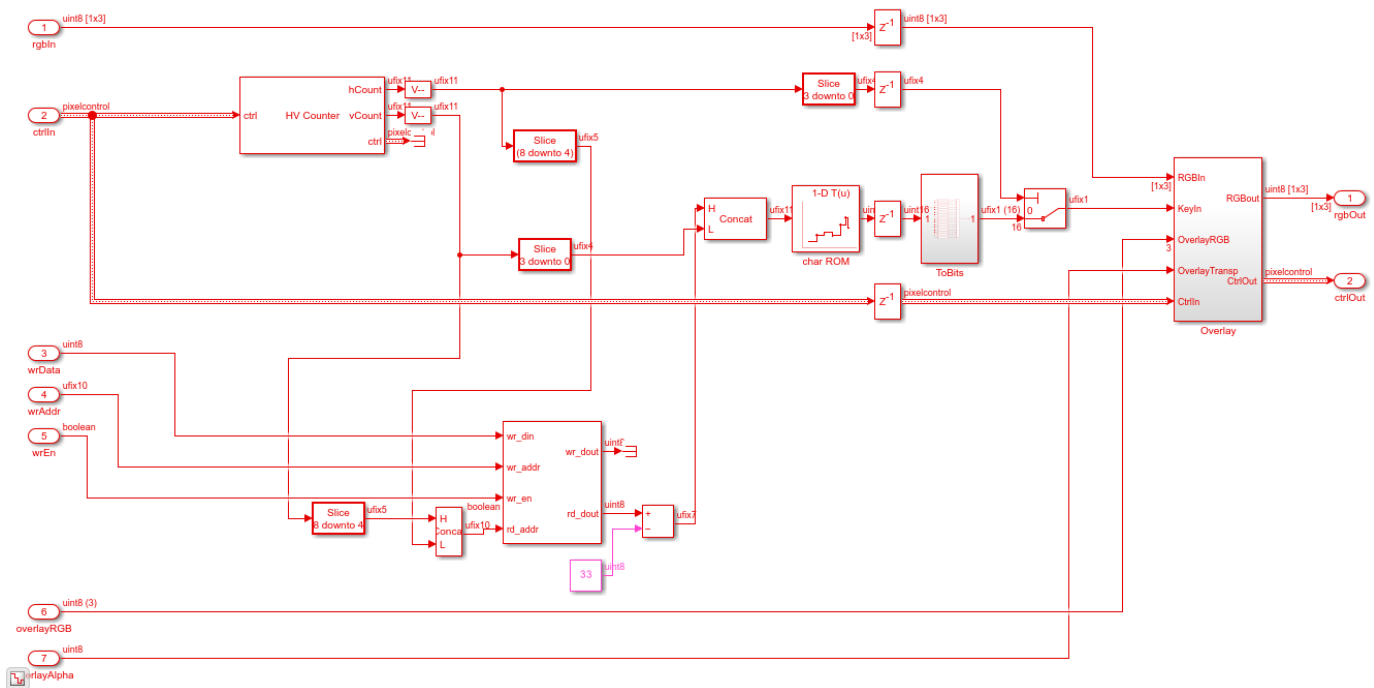 1
uint8 [1x3]
rgbIn
[1x3]
Z-1
uint8 [1x3]
2
pixelcontrol
ctrlIn
ctrl
HV Counter
hCount
vCount
ctrl
ufix11
V--
ufix11
ufix11
V--
ufix11
Slice
3 downto 0
ufix4
Z-1
ufix4
Slice
(8 downto 4)
ufix5
Slice
3 downto 0
ufix4
H
L
Concat
ufix11
1-D T(u)
char ROM
Z-1
uint16
1
1
ToBits
ufix1 (16)
0
16
ufix1
Z-1
pixelcontrol
RGBIn
[1x3]
KeyIn
OverlayRGB
3
OverlayTransp
CtrlIn
RGBout
CtrlOut
Overlay
uint8 [1x3]
[1x3]
1
rgbOut
pixelcontrol
2
ctrlOut
3
uint8
wrData
4
ufix10
wrAddr
5
boolean
wrEn
wr_din
wr_addr
wr_en
rd_addr
wr_dout
rd_dout
uint8
Slice
8 downto 4
ufix5
H
L
boolean
ufix10
+
−
ufix7
33
uint8
6
uint8 (3)
overlayRGB
7
uint8
erlayAlpha